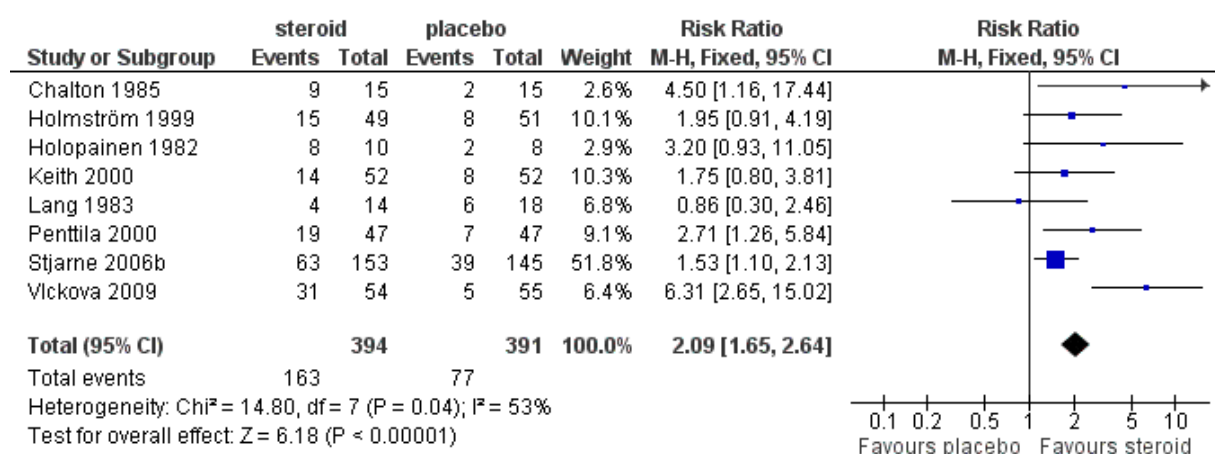 steroid placebo Risk Ratio Risk Ratio
Study or Subgroup Events Total Events Total Weight M-H, Fixed, 95% CI M-H, Fixed, 95% CI
Chalton 1985 9 15 2 15 2.6% 4.50 [1.16, 17.44]
Holmström 1999 15 49 8 51 10.1% 1.95 [0.91, 4.19]
Holopainen 1982 8 10 2 8 2.9% 3.20 [0.93, 11.05]
Keith 2000 14 52 8 52 10.3% 1.75 [0.80, 3.81]
Lang 1983 4 14 6 18 6.8% 0.86 [0.30, 2.46]
Penttila 2000 19 47 7 47 9.1% 2.71 [1.26, 5.84]
Stjarne 2006b 63 153 39 145 51.8% 1.53 [1.10, 2.13]
Vlckova 2009 31 54 5 55 6.4% 6.31 [2.65, 15.02]
Total (95% CI) 394 391 100.0% 2.09 [1.65, 2.64]
Total events 163 77
Heterogeneity: Chi² = 14.80, df = 7 (P = 0.04); I² = 53%
Test for overall effect: Z = 6.18 (P < 0.00001)
0.1 0.2 0.5 1 2 5 10
Favours placebo Favours steroid